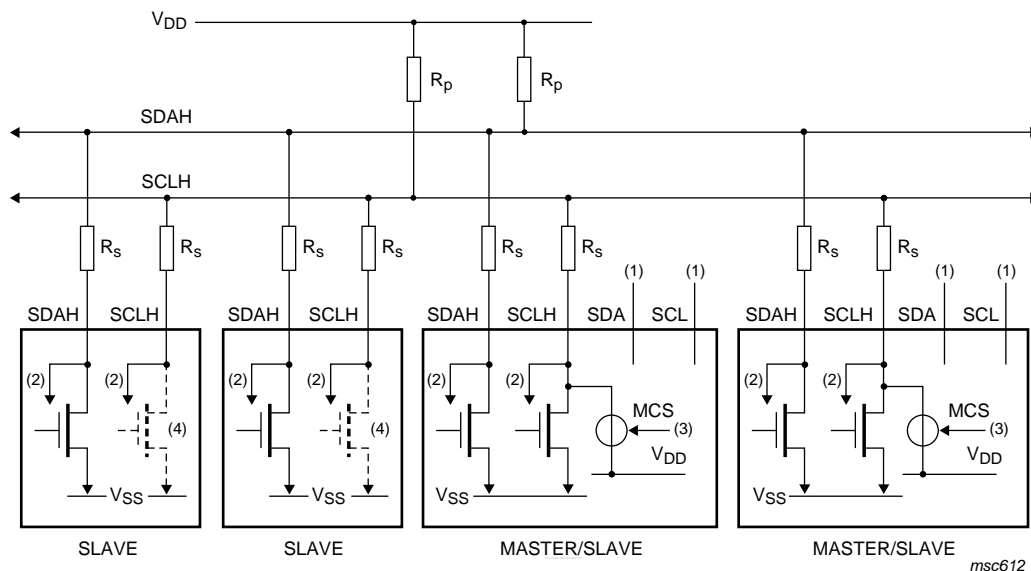 VDD
Rp Rp
SDAH
SCLH
Rs Rs Rs Rs Rs Rs Rs Rs
(1) (1) (1) (1)
SDAH SCLH SDAH SCLH SDAH SCLH SDA SCL SDAH SCLH SDA SCL
(2) (2) (2) (2) (2) (2) (2) (2)
MCS MCS
(4) (4) (3) (3)
VDD VDD
VSS VSS VSS VSS
SLAVE SLAVE MASTER/SLAVE MASTER/SLAVE
msc612